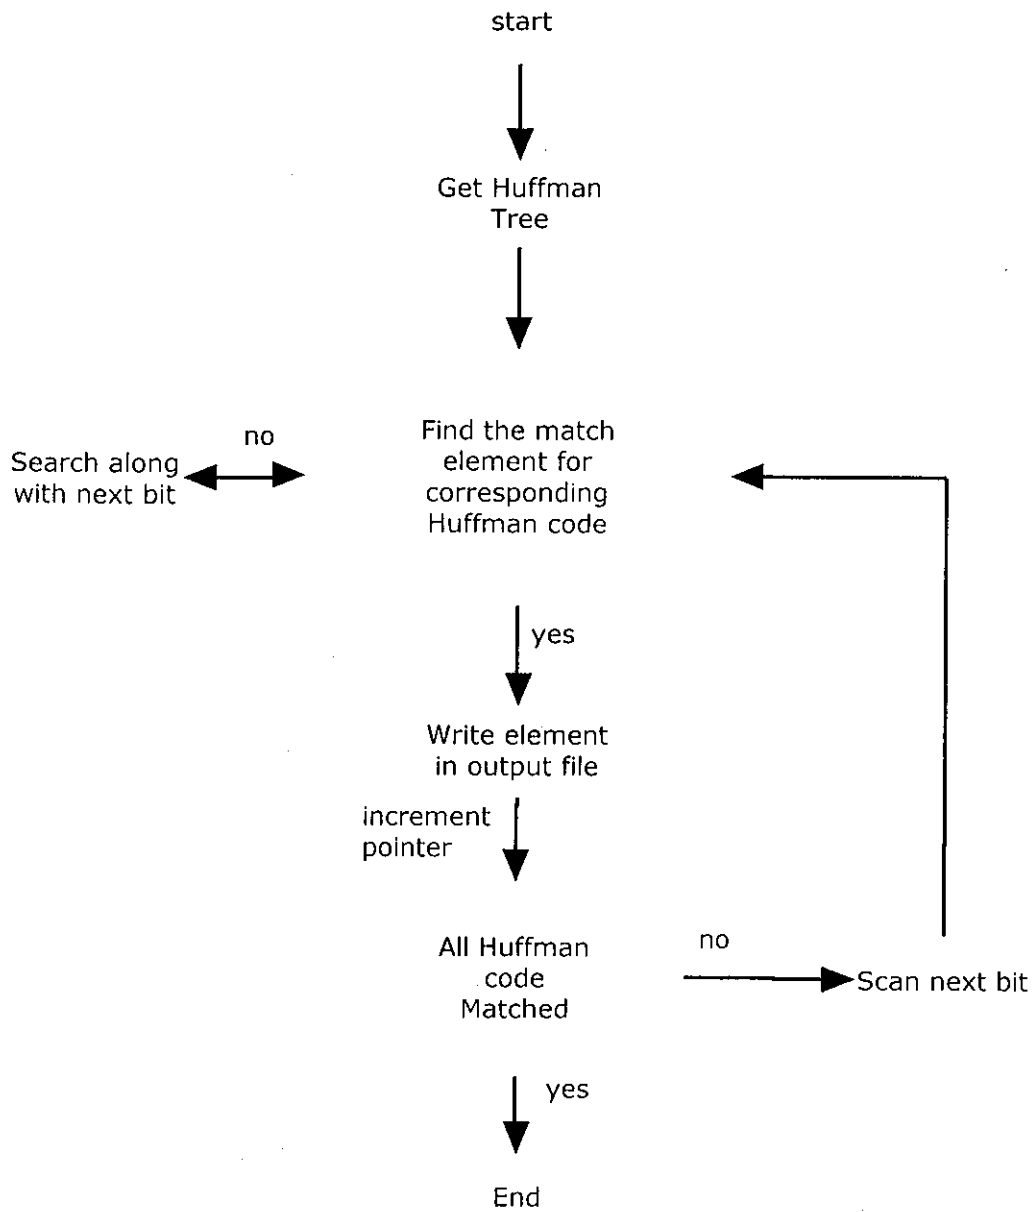 start
Get Huffman
Tree
no
Search along
with next bit
Find the match
element for
corresponding
Huffman code
yes
Write element
in output file
increment
pointer
All Huffman
code
Matched
no
Scan next bit
yes
End